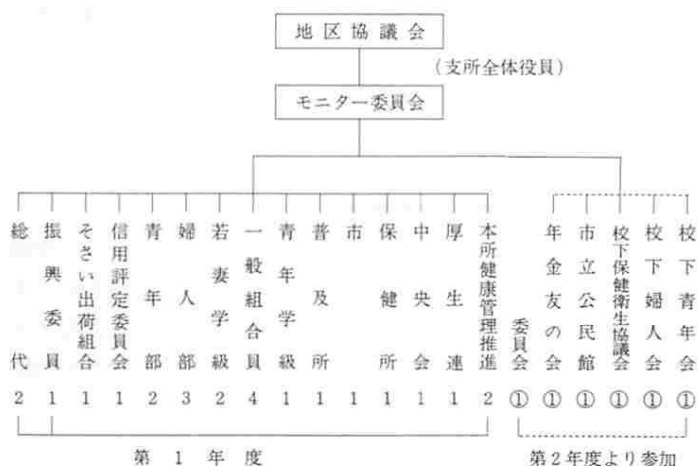 地区協議会
(支所全体役員)
モニター委員会
総代
振興委員
そさい出荷組合
信用評定委員会
青年部
婦人部
若妻学級
一般組合員
青年学級
普及所
市
保健所
中央会
厚生連
本所健康管理推進
委員会
年金友の会
市立公民館
校下保健衛生協議会
校下婦人会
校下青年会
2 1 1 1 2 3 2 4 1 1 1 1 1 1 2 ① ① ① ① ① ①
第1年度
第2年度より参加